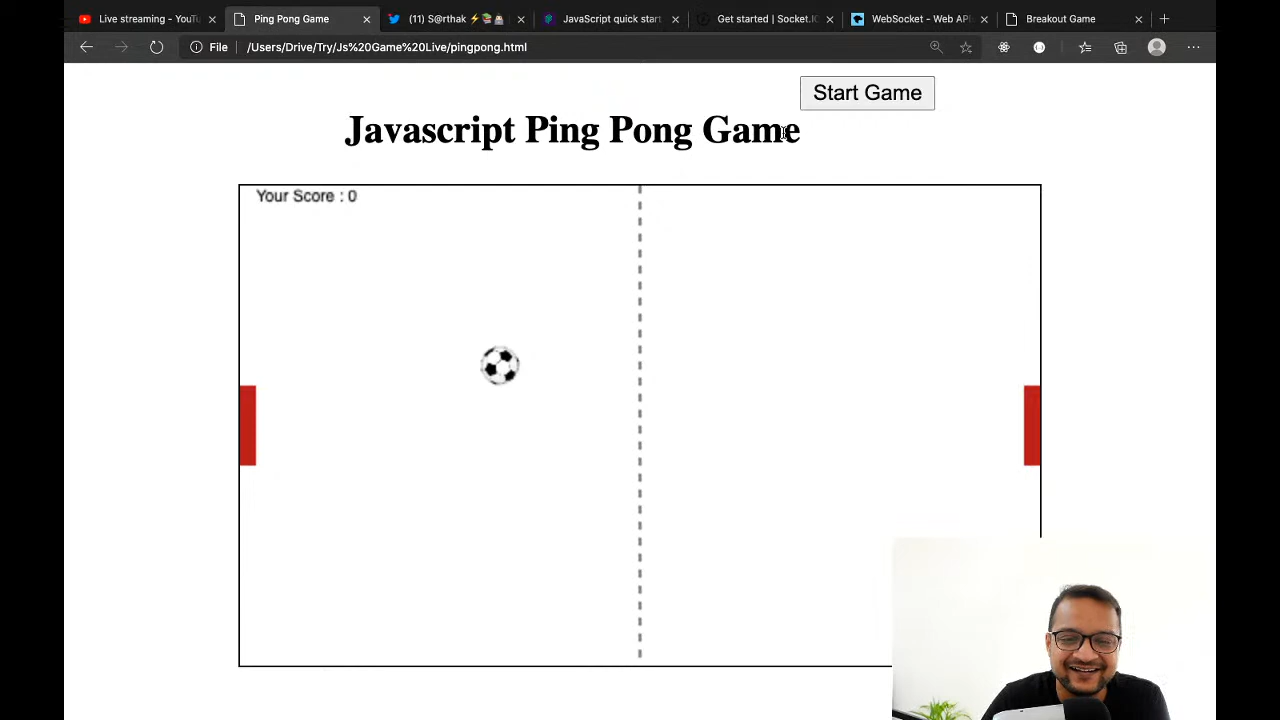 Live streaming - YouTu
Ping Pong Game
(11) S@rthak ⚡📚
JavaScript quick start
Get started | Socket.IO
WebSocket - Web API
Breakout Game
File
/Users/Drive/Try/Js%20Game%20Live/pingpong.html
Start Game
Javascript Ping Pong Game
Your Score : 0